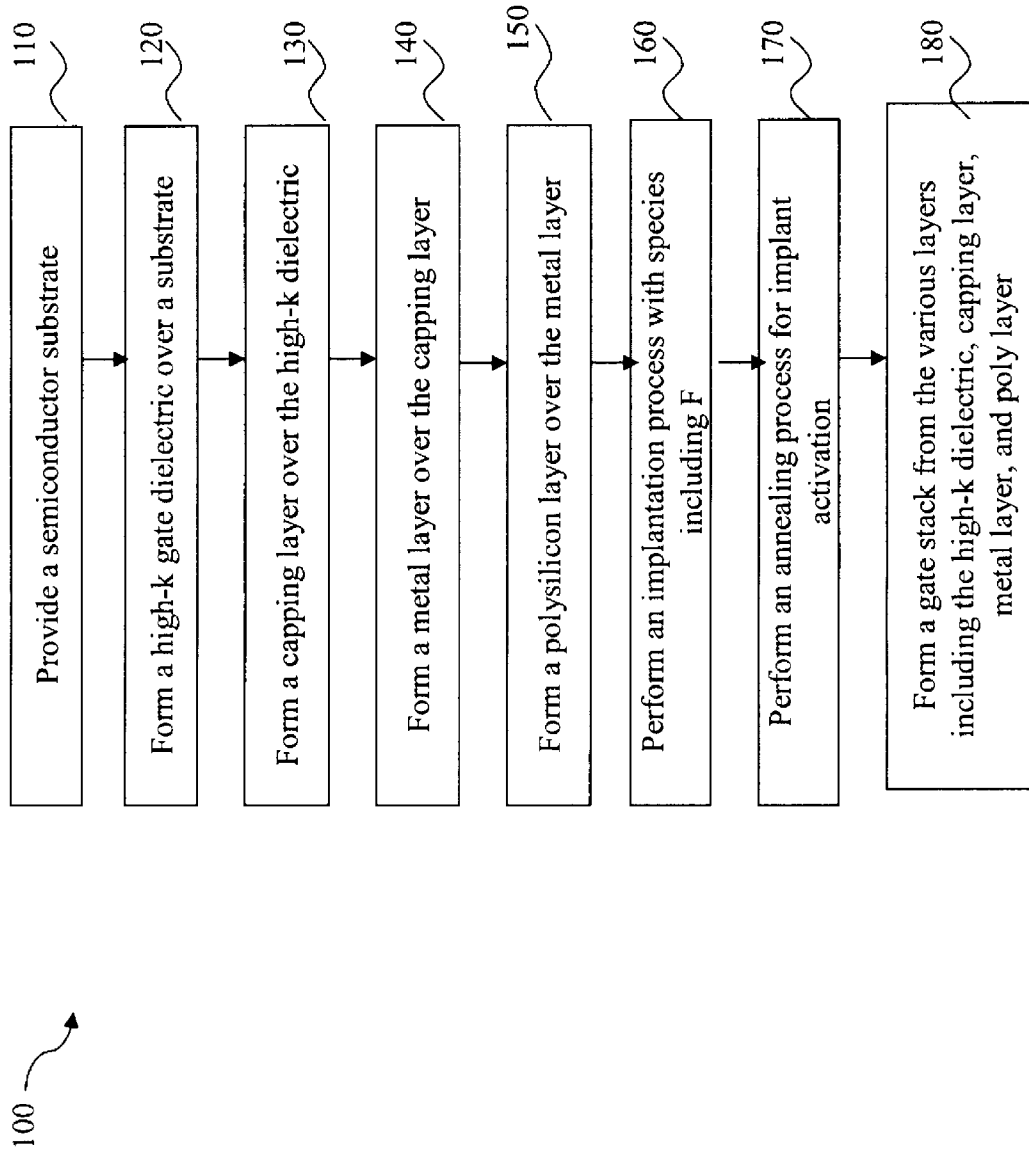 100
Provide a semiconductor substrate
110
Form a high-k gate dielectric over a substrate
120
Form a capping layer over the high-k dielectric
130
Form a metal layer over the capping layer
140
Form a polysilicon layer over the metal layer
150
Perform an implantation process with species
including F
160
Perform an annealing process for implant
activation
170
Form a gate stack from the various layers
including the high-k dielectric, capping layer,
metal layer, and poly layer
180